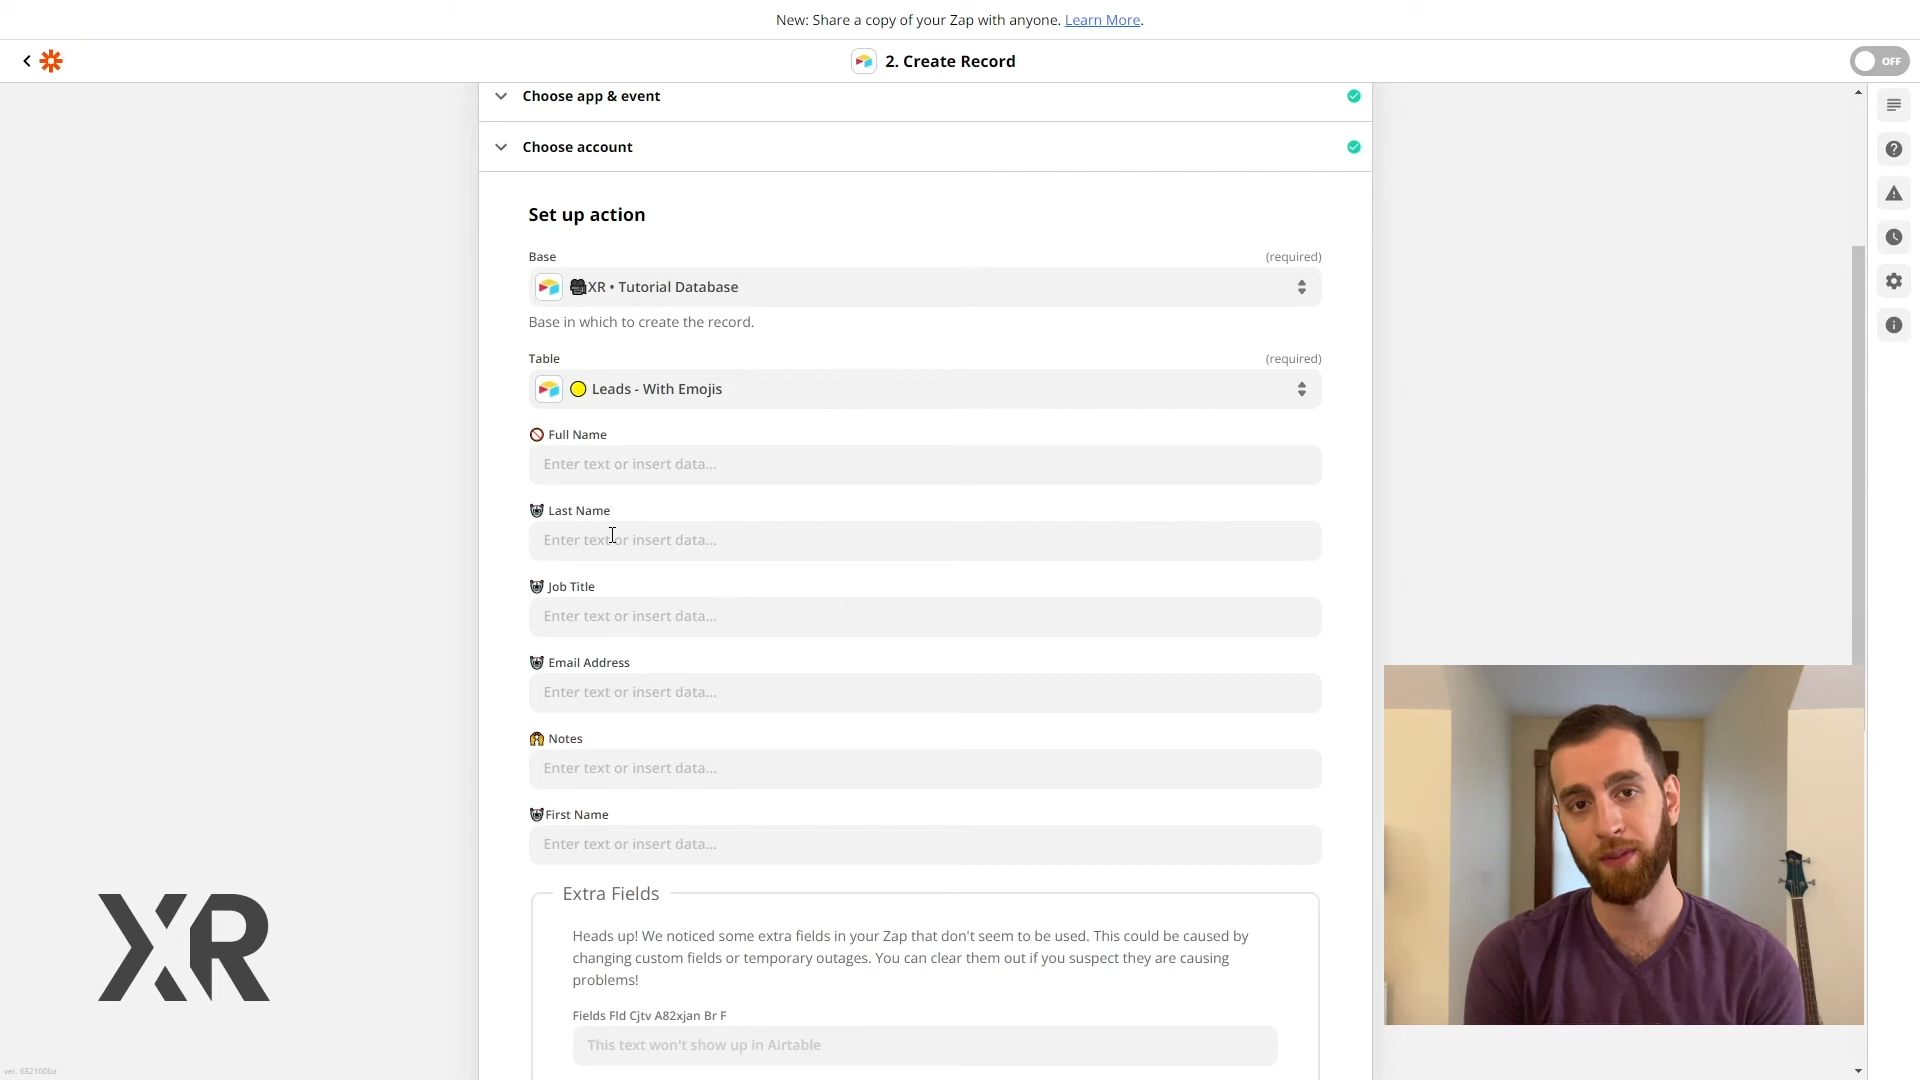 New: Share a copy of your Zap with anyone. Learn More.
2. Create Record
OFF
Choose app & event
Choose account
Set up action
Base (required)
XR • Tutorial Database
Base in which to create the record.
Table (required)
Leads - With Emojis
Full Name
Enter text or insert data...
Last Name
Enter text or insert data...
Job Title
Enter text or insert data...
Email Address
Enter text or insert data...
Notes
Enter text or insert data...
First Name
Enter text or insert data...
Extra Fields
Heads up! We noticed some extra fields in your Zap that don't seem to be used. This could be caused by
changing custom fields or temporary outages. You can clear them out if you suspect they are causing
problems!
Fields Fld Cjtv A82xjan Br F
This text won't show up in Airtable
XR
ver. 682100ba